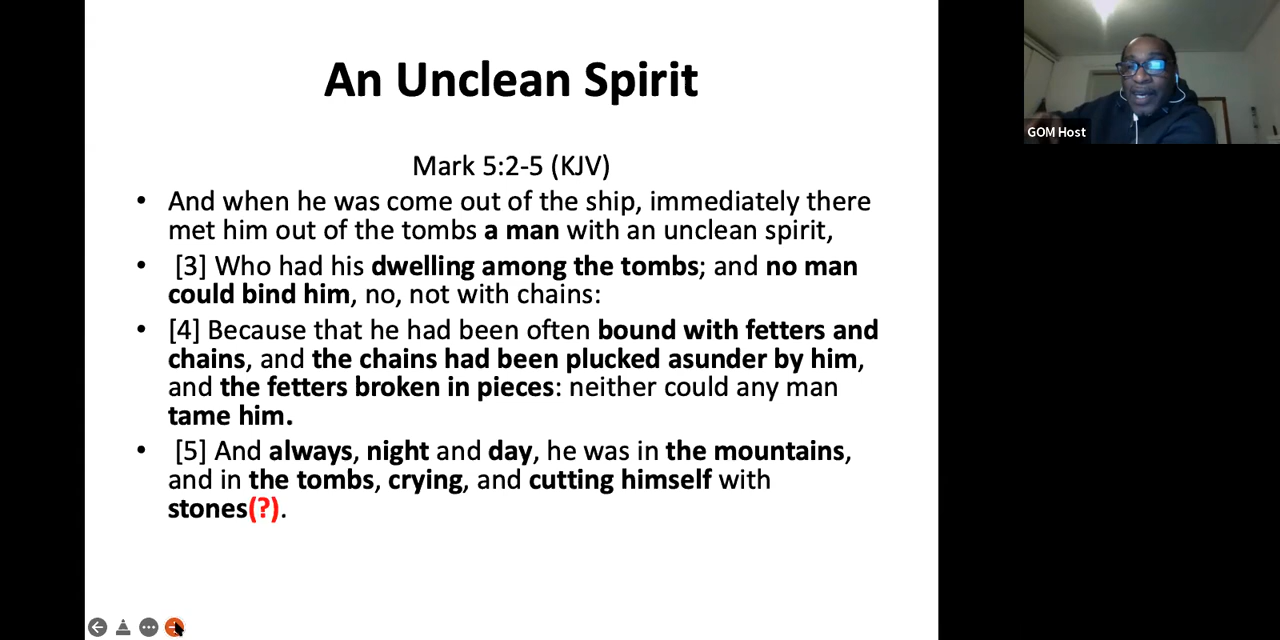 An Unclean Spirit
Mark 5:2-5 (KJV)
• And when he was come out of the ship, immediately there
met him out of the tombs a man with an unclean spirit,
• [3] Who had his dwelling among the tombs; and no man
could bind him, no, not with chains:
• [4] Because that he had been often bound with fetters and
chains, and the chains had been plucked asunder by him,
and the fetters broken in pieces: neither could any man
tame him.
• [5] And always, night and day, he was in the mountains,
and in the tombs, crying, and cutting himself with
stones(?).
GOM Host